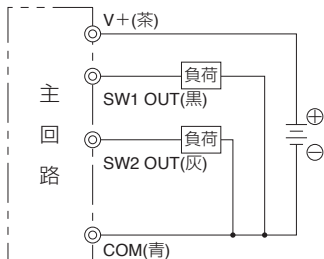 V＋(茶)
負荷
SW1 OUT(黒)
負荷
SW2 OUT(灰)
COM(青)
主
回
路
⊕
⊖